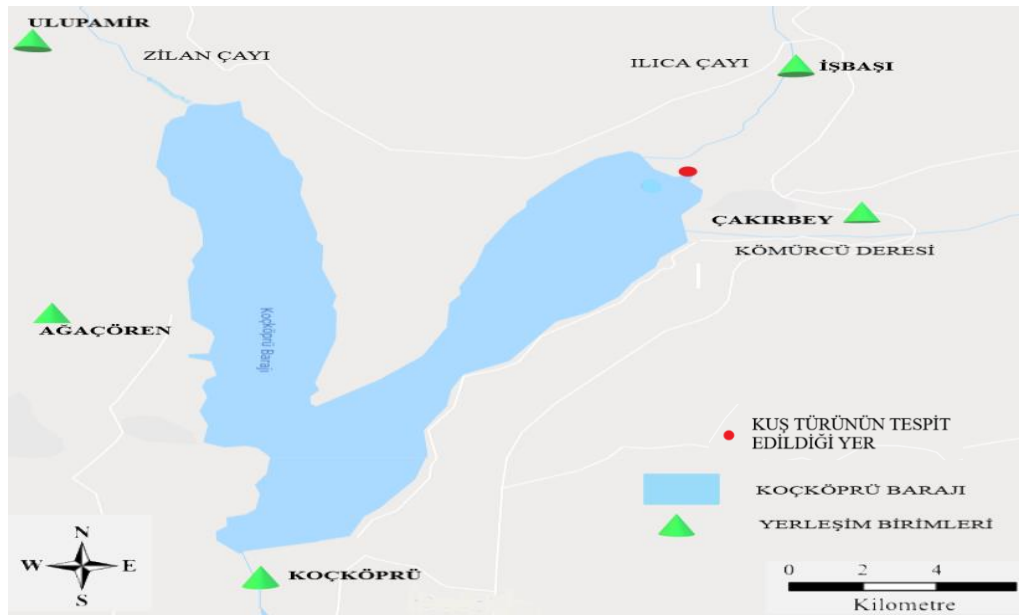 ULUPAMİR
ZİLAN ÇAYI
ILICA ÇAYI
İŞBAŞI
ÇAKIRBEY
KÖMÜRCÜ DERESİ
Koçköprü Barajı
AĞAÇÖREN
KUŞ TÜRÜNÜN TESPİT
EDİLDİĞİ YER
KOÇKÖPRÜ BARAJI
YERLEŞİM BİRİMLERİ
N
W E
S
KOÇKÖPRÜ
0 2 4
Kilometre